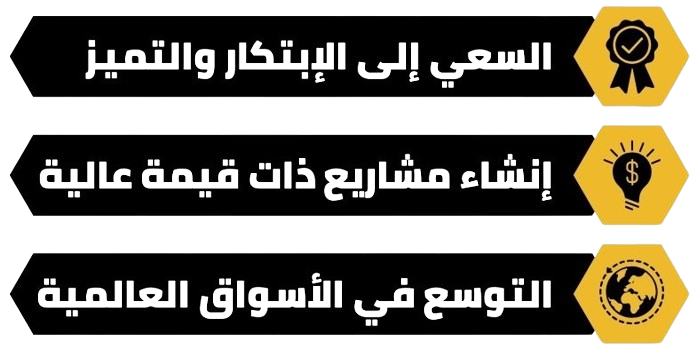 السعي إلى الإبتكار والتميز
إنشاء مشاريع ذات قيمة عالية
$
التوسع في الأسواق العالمية